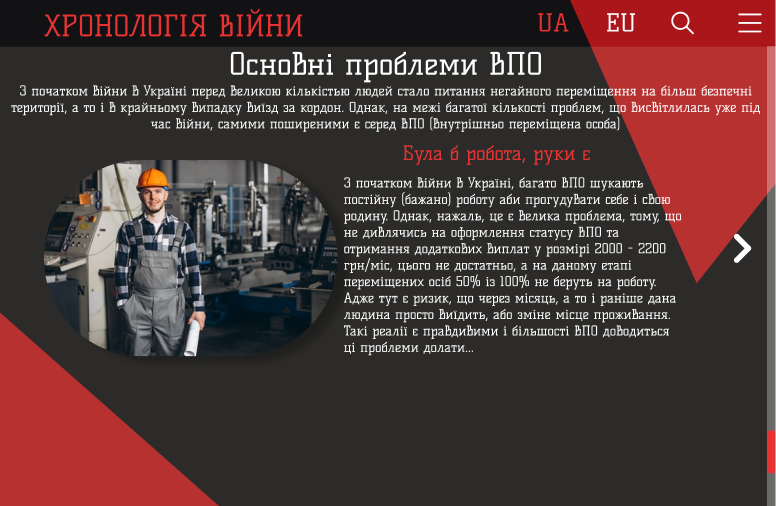 ХРОНОЛОГІЯ ВІЙНИ
UA EU
Основні проблеми ВПО
З початком війни в Україні перед великою кількістю людей стало питання негайного переміщення на більш безпечні
території, а то і в крайньому випадку виїзд за кордон. Однак, на межі багатої кількості проблем, що висвітлилась уже під
час війни, самими поширеними є серед ВПО (внутрішньо переміщена особа)
Була б робота, руки є
З початком війни в Україні, багато ВПО шукають
постійну (бажано) роботу аби прогудувати себе і свою
родину. Однак, нажаль, це є велика проблема, тому, що
не дивлячись на оформлення статусу ВПО та
отримання додаткових виплат у розмірі 2000 - 2200
грн/міс, цього не достатньо, а на даному етапі
переміщених осіб 50% із 100% не беруть на роботу.
Адже тут є ризик, що через місяць, а то і раніше дана
людина просто виїдить, або зміне місце проживання.
Такі реалії є правдивими і більшості ВПО доводиться
ці проблеми долати...